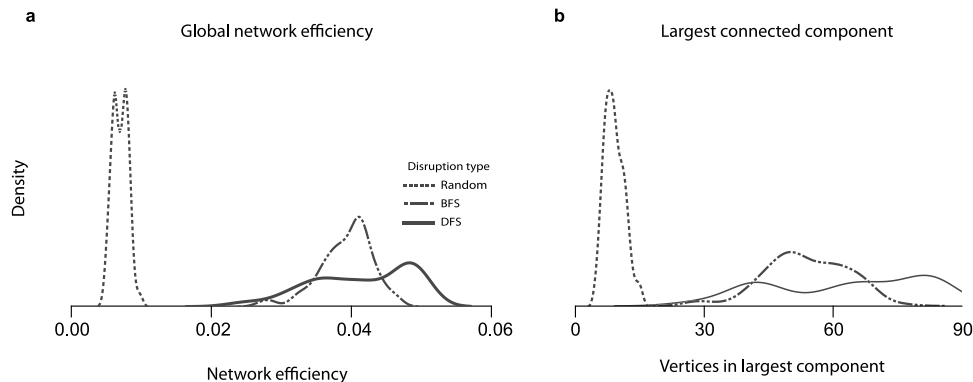 a
Global network efficiency
Density
Disruption type
Random
BFS
DFS
0.00 0.02 0.04 0.06
Network efficiency
b
Largest connected component
0 30 60 90
Vertices in largest component